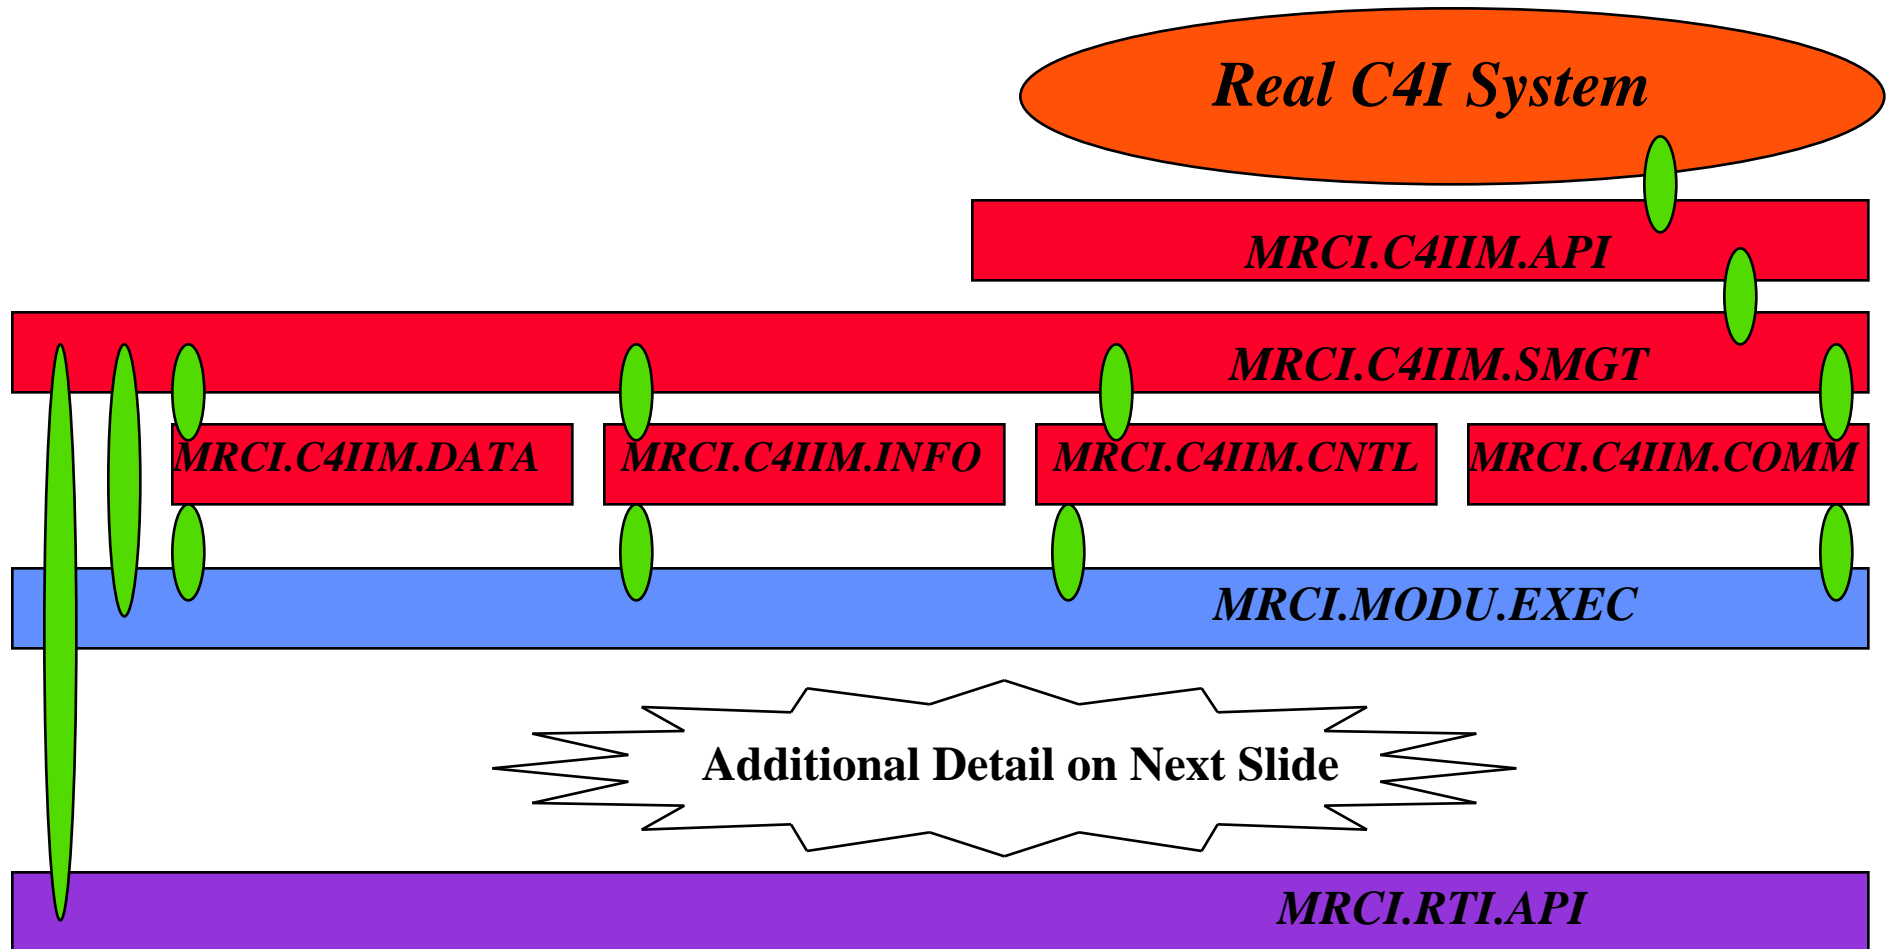 Real C4I System
MRCI.C4IIM.API
MRCI.C4IIM.SMGT
MRCI.C4IIM.DATA
MRCI.C4IIM.INFO
MRCI.C4IIM.CNTL
MRCI.C4IIM.COMM
MRCI.MODU.EXEC
Additional Detail on Next Slide
MRCI.RTI.API